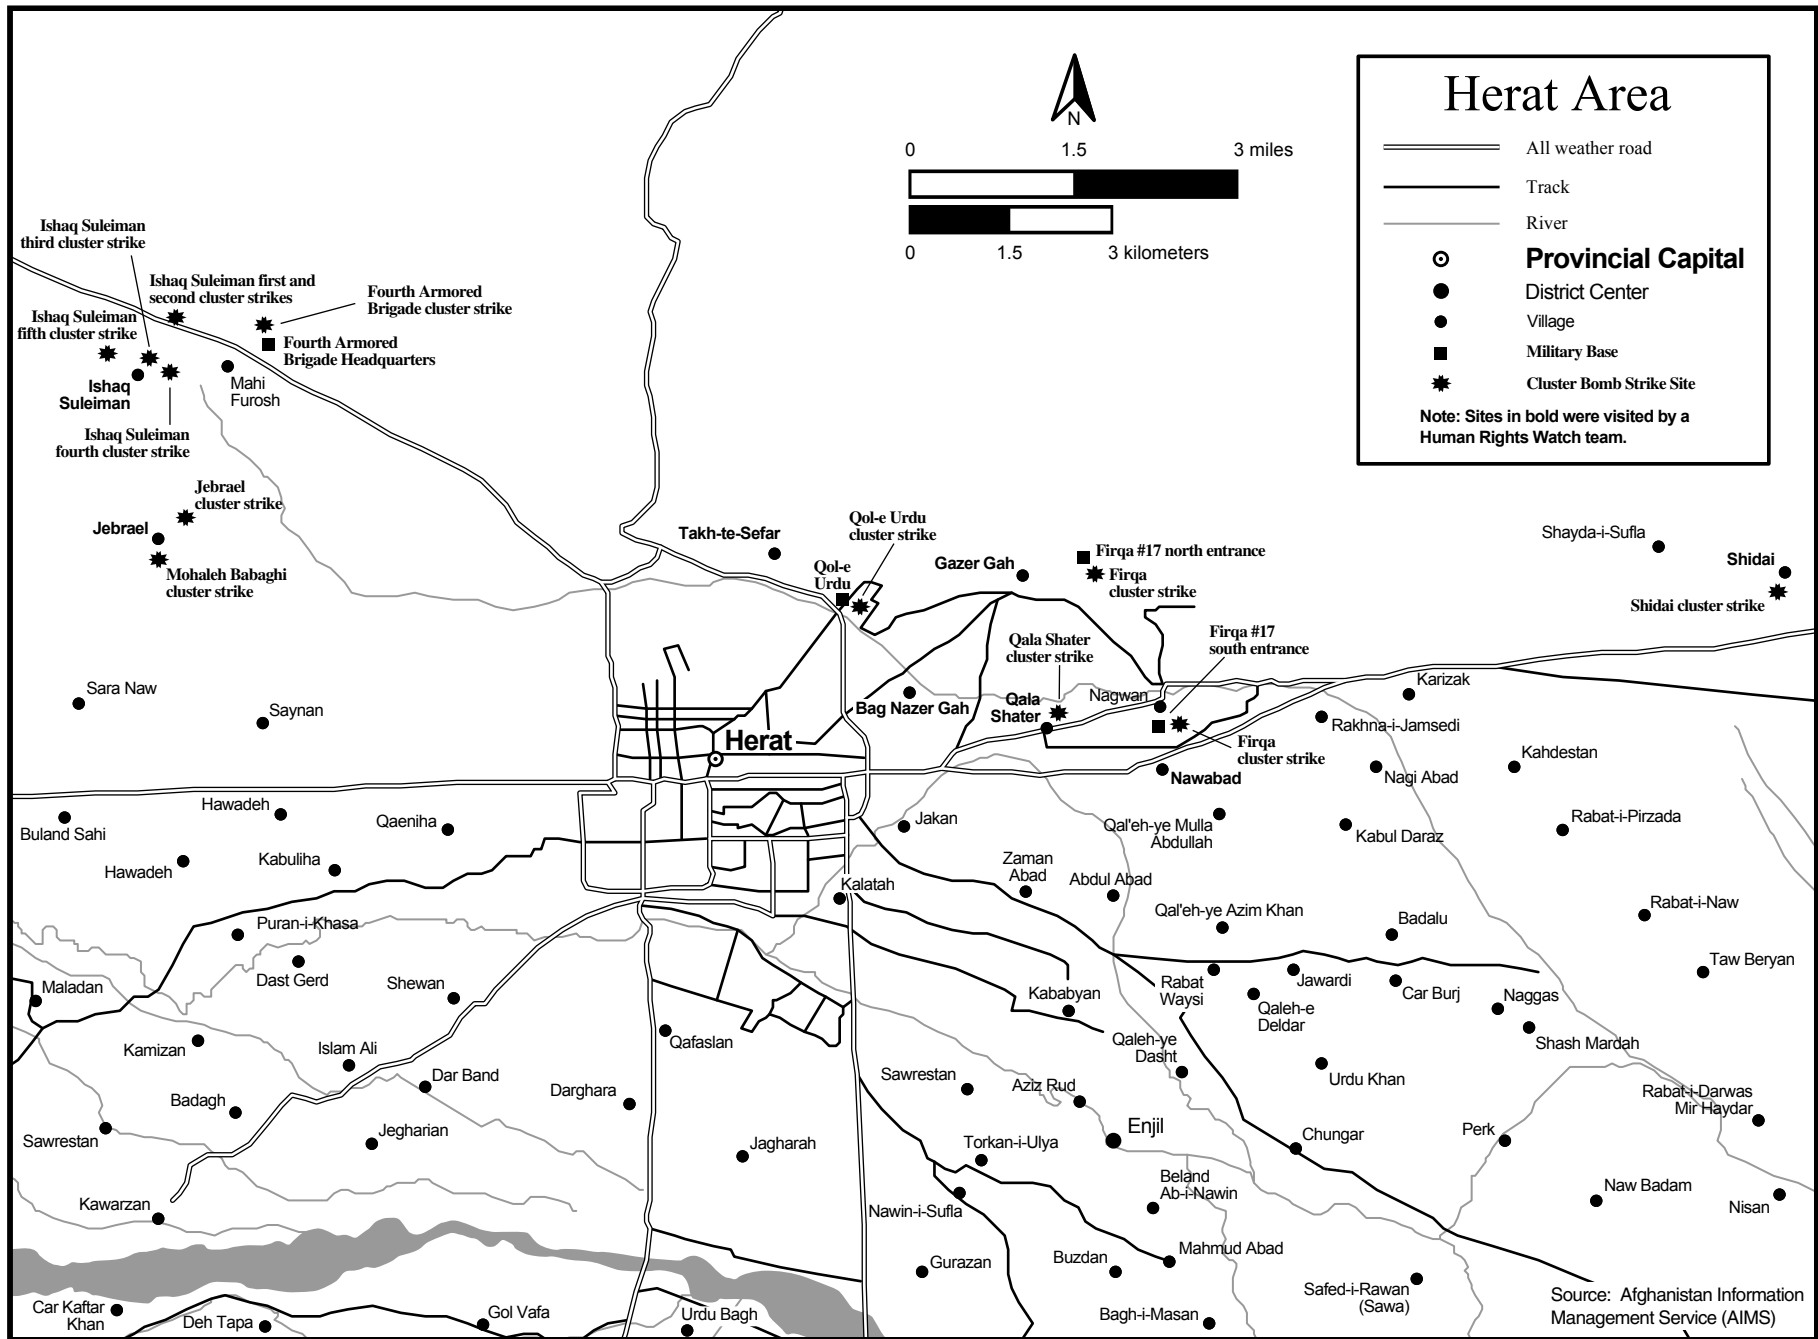 Herat Area
All weather road
Track
River
Provincial Capital
District Center
Village
Military Base
Cluster Bomb Strike Site
Note: Sites in bold were visited by a
Human Rights Watch team.
N
0 1.5 3 miles
0 1.5 3 kilometers
Ishaq Suleiman
third cluster strike
Ishaq Suleiman first and
second cluster strikes
Fourth Armored
Brigade cluster strike
Ishaq Suleiman
fifth cluster strike
Fourth Armored
Brigade Headquarters
Ishaq
Suleiman
Mahi
Furosh
Ishaq Suleiman
fourth cluster strike
Jebrael
cluster strike
Jebrael
Mohaleh Babaghi
cluster strike
Takh-te-Sefar
Qol-e Urdu
cluster strike
Qol-e
Urdu
Gazer Gah
Firqa #17 north entrance
Firqa
cluster strike
Shayda-i-Sufla
Shidai
Shidai cluster strike
Qala Shater
cluster strike
Firqa #17
south entrance
Sara Naw
Saynan
Bag Nazer Gah
Qala
Shater
Nagwan
Karizak
Rakhna-i-Jamsedi
Herat
Firqa
cluster strike
Kahdestan
Nawabad
Nagi Abad
Buland Sahi
Hawadeh
Qaeniha
Jakan
Qal'eh-ye Mulla
Abdullah
Kabul Daraz
Rabat-i-Pirzada
Hawadeh
Kabuliha
Kalatah
Zaman
Abad
Abdul Abad
Qal'eh-ye Azim Khan
Badalu
Rabat-i-Naw
Puran-i-Khasa
Dast Gerd
Shewan
Maladan
Kababyan
Rabat
Waysi
Jawardi
Qaleh-e
Deldar
Car Burj
Naggas
Taw Beryan
Kamizan
Islam Ali
Qafaslan
Qaleh-ye
Dasht
Shash Mardah
Urdu Khan
Dar Band
Darghara
Sawrestan
Aziz Rud
Rabat-i-Darwas
Mir Haydar
Badagh
Sawrestan
Jegharian
Jagharah
Enjil
Torkan-i-Ulya
Chungar
Perk
Kawarzan
Nawin-i-Sufla
Beland
Ab-i-Nawin
Naw Badam
Nisan
Gurazan
Buzdan
Mahmud Abad
Safed-i-Rawan
(Sawa)
Car Kaftar
Khan
Deh Tapa
Gol Vafa
Urdu Bagh
Bagh-i-Masan
Source: Afghanistan Information
Management Service (AIMS)